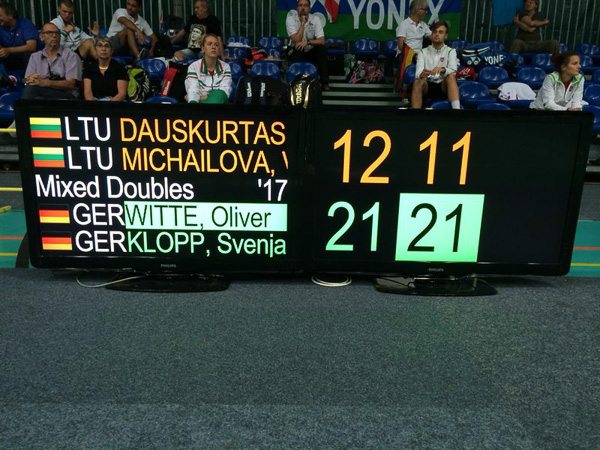 YONEX
LTU DAUSKURTAS 12 11
LTU MICHAILOVA, V
Mixed Doubles '17
GER WITTE, Oliver 21 21
GER KLOPP, Svenja
PHILIPS PHILIPS